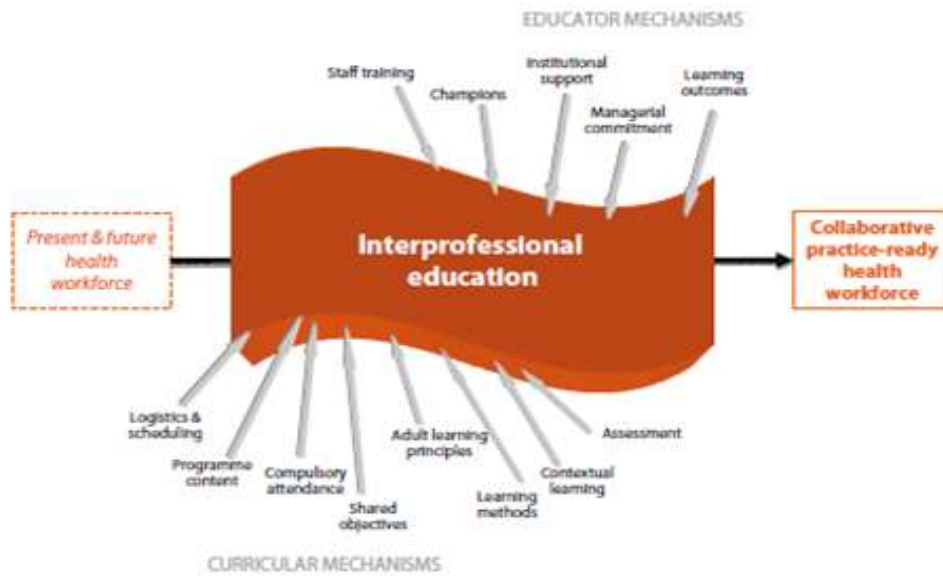 EDUCATOR MECHANISMS
Staff training
Champions
Institutional
support
Managerial
commitment
Learning
outcomes
Present & future
health
workforce
Interprofessional
education
Collaborative
practice-ready
health
workforce
Logistics &
scheduling
Programme
content
Compulsory
attendance
Shared
objectives
Adult learning
principles
Learning
methods
Contextual
learning
Assessment
CURRICULAR MECHANISMS